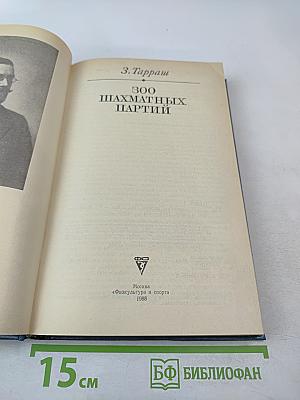 З. Тарраш
300
ШАХМАТНЫХ
ПАРТИЙ
Москва
«Физкультура и спорт»
1988
15 см
БФ БИБЛИОФАН